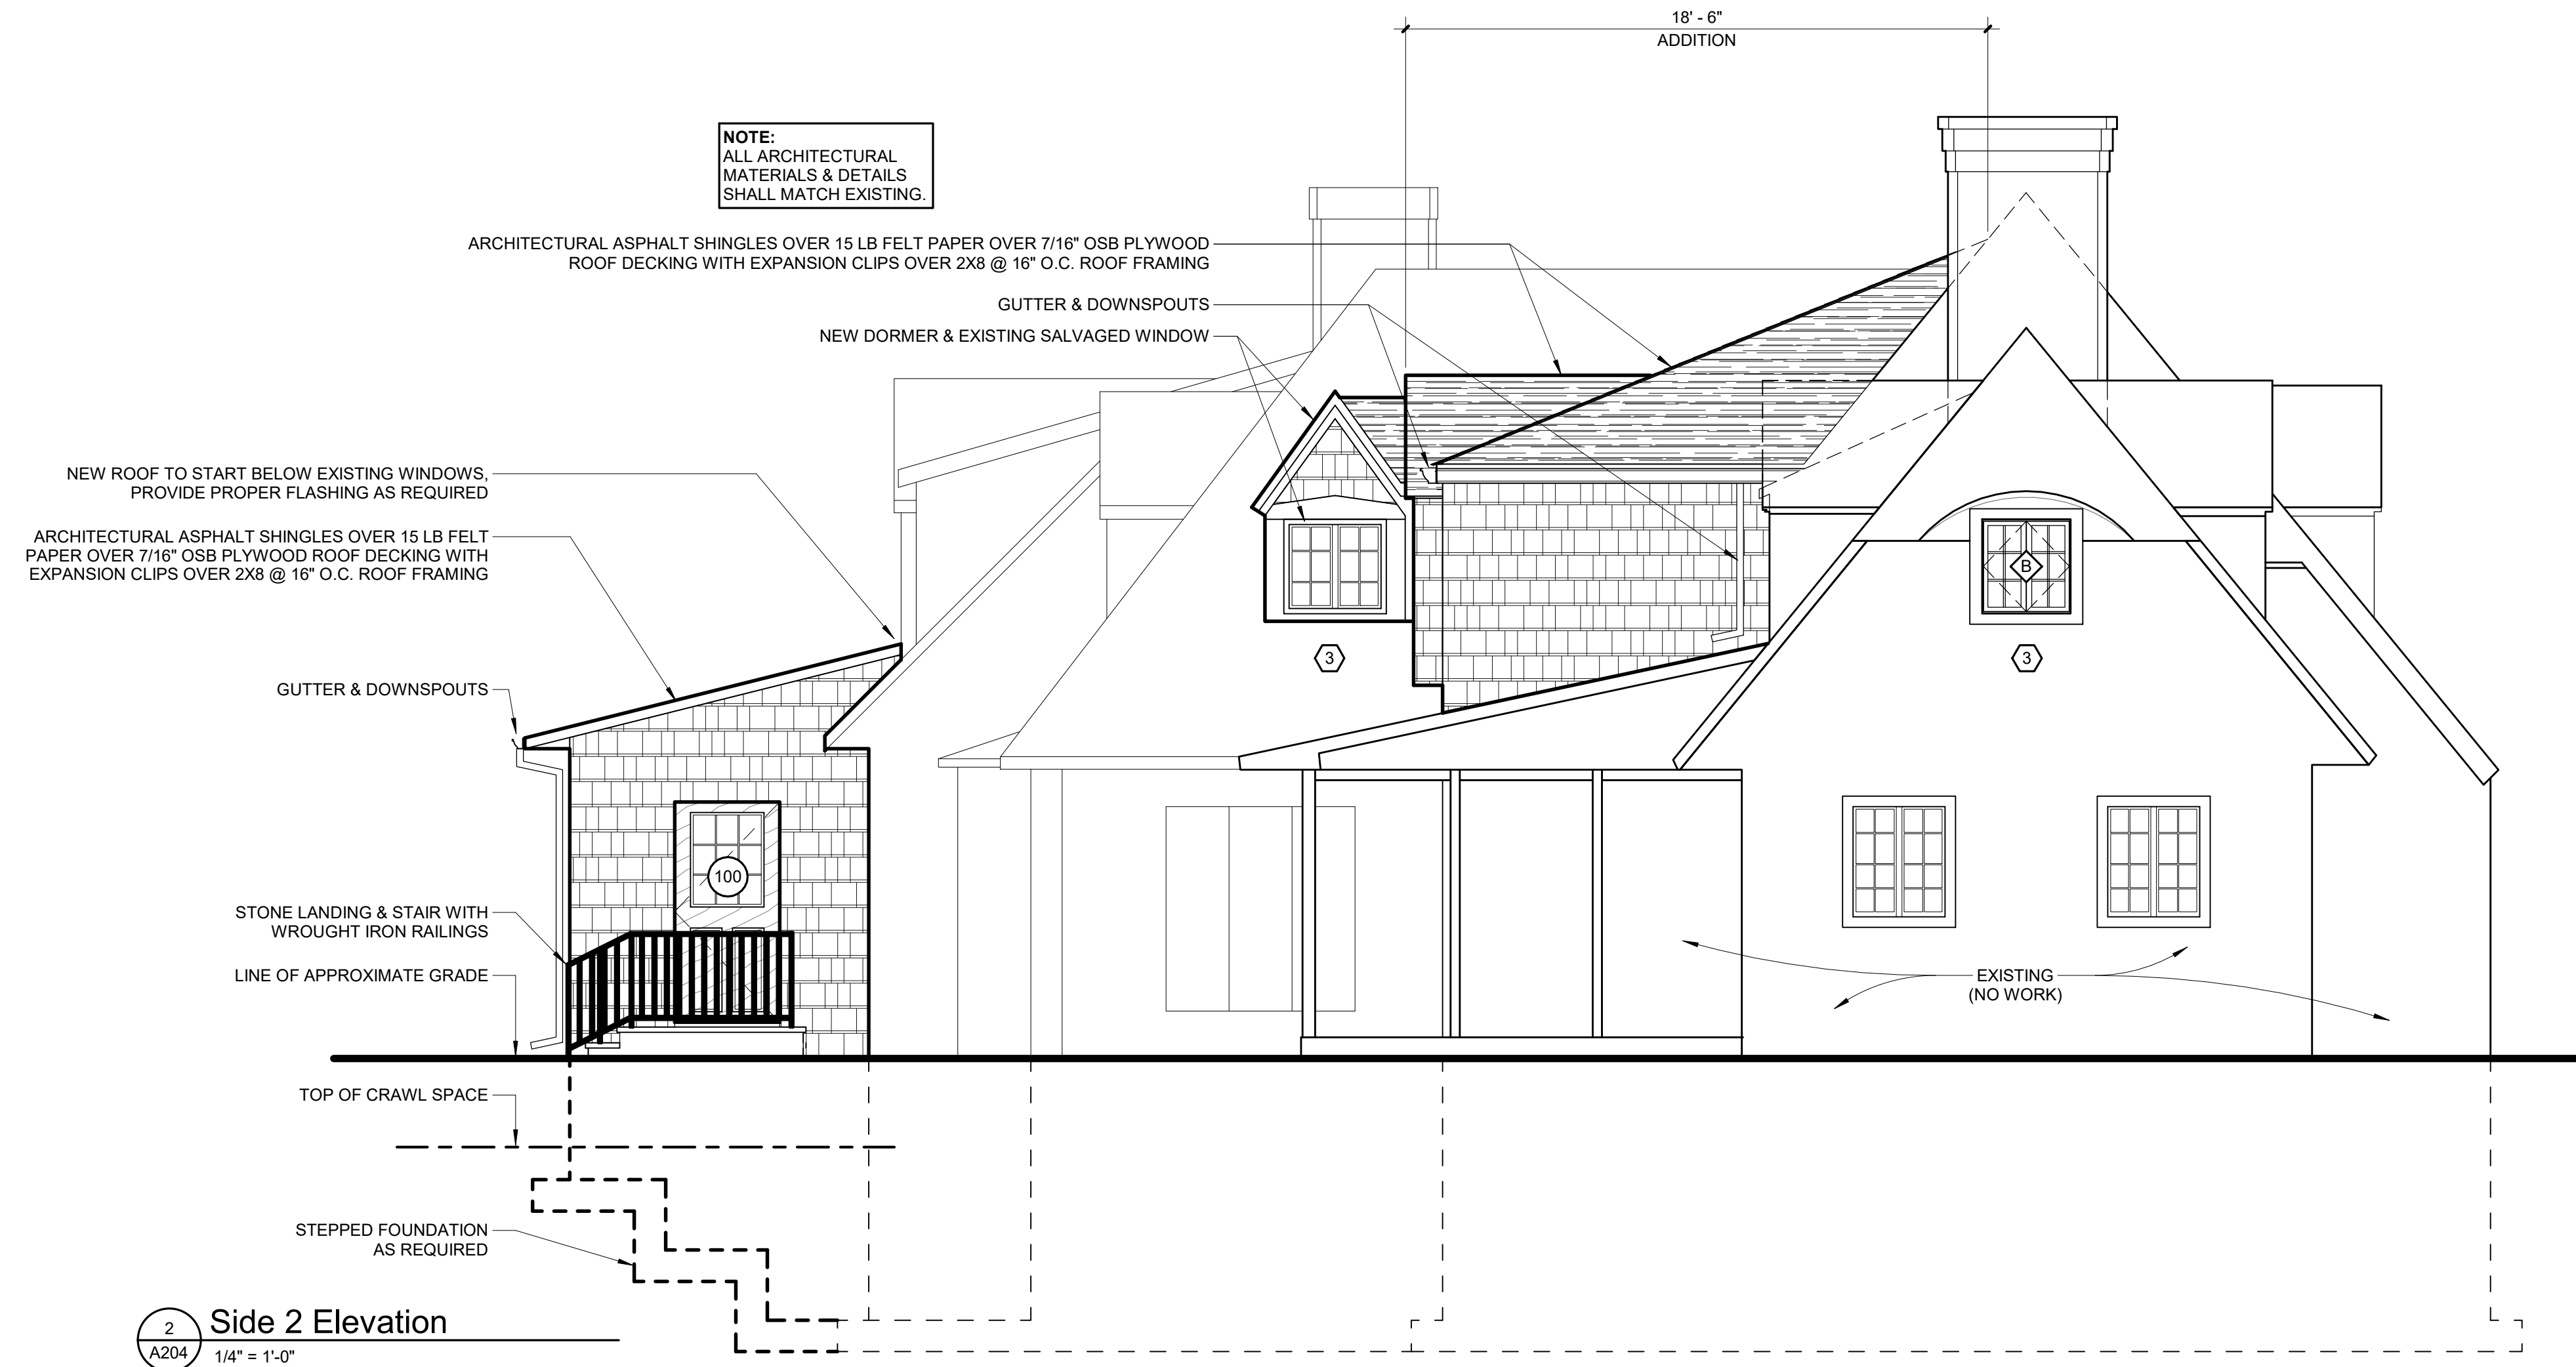 18' - 6"
ADDITION
NOTE:
ALL ARCHITECTURAL
MATERIALS & DETAILS
SHALL MATCH EXISTING.
ARCHITECTURAL ASPHALT SHINGLES OVER 15 LB FELT PAPER OVER 7/16" OSB PLYWOOD
ROOF DECKING WITH EXPANSION CLIPS OVER 2X8 @ 16" O.C. ROOF FRAMING
GUTTER & DOWNSPOUTS
NEW DORMER & EXISTING SALVAGED WINDOW
NEW ROOF TO START BELOW EXISTING WINDOWS,
PROVIDE PROPER FLASHING AS REQUIRED
ARCHITECTURAL ASPHALT SHINGLES OVER 15 LB FELT
PAPER OVER 7/16" OSB PLYWOOD ROOF DECKING WITH
EXPANSION CLIPS OVER 2X8 @ 16" O.C. ROOF FRAMING
B
3
3
GUTTER & DOWNSPOUTS
100
STONE LANDING & STAIR WITH
WROUGHT IRON RAILINGS
LINE OF APPROXIMATE GRADE
EXISTING
(NO WORK)
TOP OF CRAWL SPACE
STEPPED FOUNDATION
AS REQUIRED
2
A204
Side 2 Elevation
1/4" = 1'-0"